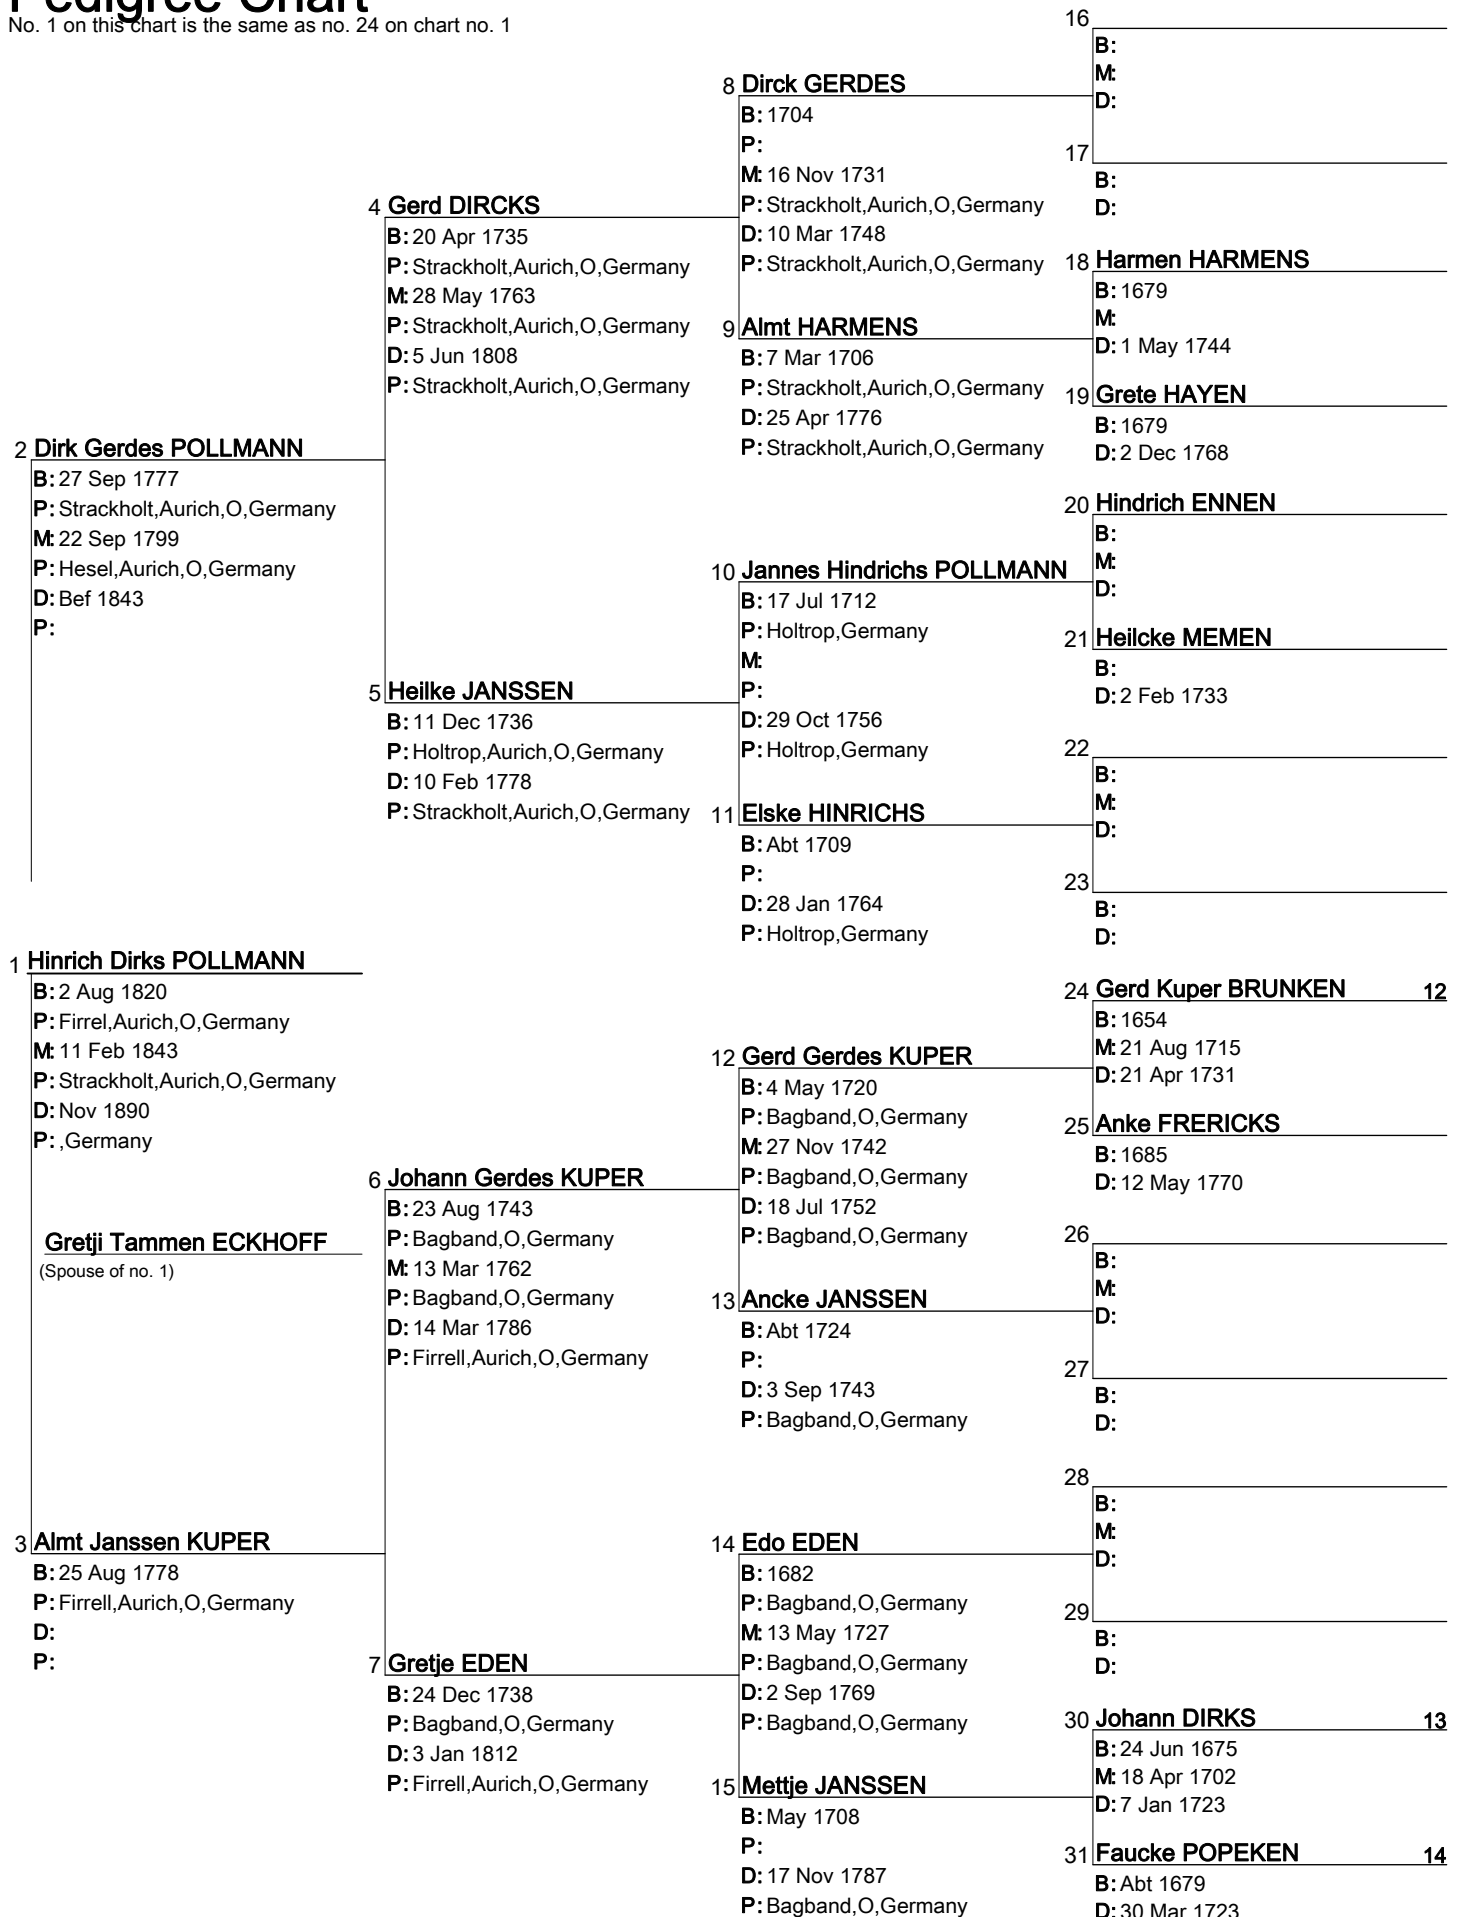 Pedigree Chart
No. 1 on this chart is the same as no. 24 on chart no. 1
2 Dirk Gerdes POLLMANN
B: 27 Sep 1777
P: Strackholt,Aurich,O,Germany
M: 22 Sep 1799
P: Hesel,Aurich,O,Germany
D: Bef 1843
P:
1 Hinrich Dirks POLLMANN
B: 2 Aug 1820
P: Firrel,Aurich,O,Germany
M: 11 Feb 1843
P: Strackholt,Aurich,O,Germany
D: Nov 1890
P: ,Germany
Gretji Tammen ECKHOFF
(Spouse of no. 1)
3 Almt Janssen KUPER
B: 25 Aug 1778
P: Firrell,Aurich,O,Germany
D:
P:
4 Gerd DIRCKS
B: 20 Apr 1735
P: Strackholt,Aurich,O,Germany
M: 28 May 1763
P: Strackholt,Aurich,O,Germany
D: 5 Jun 1808
P: Strackholt,Aurich,O,Germany
5 Heilke JANSSEN
B: 11 Dec 1736
P: Holtrop,Aurich,O,Germany
D: 10 Feb 1778
P: Strackholt,Aurich,O,Germany
6 Johann Gerdes KUPER
B: 23 Aug 1743
P: Bagband,O,Germany
M: 13 Mar 1762
P: Bagband,O,Germany
D: 14 Mar 1786
P: Firrell,Aurich,O,Germany
7 Gretje EDEN
B: 24 Dec 1738
P: Bagband,O,Germany
D: 3 Jan 1812
P: Firrell,Aurich,O,Germany
8 Dirck GERDES
B: 1704
P:
M: 16 Nov 1731
P: Strackholt,Aurich,O,Germany
D: 10 Mar 1748
P: Strackholt,Aurich,O,Germany
9 Almt HARMENS
B: 7 Mar 1706
P: Strackholt,Aurich,O,Germany
D: 25 Apr 1776
P: Strackholt,Aurich,O,Germany
10 Jannes Hindrichs POLLMANN
B: 17 Jul 1712
P: Holtrop,Germany
M:
P:
D: 29 Oct 1756
P: Holtrop,Germany
11 Elske HINRICHS
B: Abt 1709
P:
D: 28 Jan 1764
P: Holtrop,Germany
12 Gerd Gerdes KUPER
B: 4 May 1720
P: Bagband,O,Germany
M: 27 Nov 1742
P: Bagband,O,Germany
D: 18 Jul 1752
P: Bagband,O,Germany
13 Ancke JANSSEN
B: Abt 1724
P:
D: 3 Sep 1743
P: Bagband,O,Germany
14 Edo EDEN
B: 1682
P: Bagband,O,Germany
M: 13 May 1727
P: Bagband,O,Germany
D: 2 Sep 1769
P: Bagband,O,Germany
15 Mettje JANSSEN
B: May 1708
P:
D: 17 Nov 1787
P: Bagband,O,Germany
16
B:
M:
D:
17
B:
D:
18 Harmen HARMENS
B: 1679
M:
D: 1 May 1744
19 Grete HAYEN
B: 1679
D: 2 Dec 1768
20 Hindrich ENNEN
B:
M:
D:
21 Heilcke MEMEN
B:
D: 2 Feb 1733
22
B:
M:
D:
23
B:
D:
24 Gerd Kuper BRUNKEN 12
B: 1654
M: 21 Aug 1715
D: 21 Apr 1731
25 Anke FRERICKS
B: 1685
D: 12 May 1770
26
B:
M:
D:
27
B:
D:
28
B:
M:
D:
29
B:
D:
30 Johann DIRKS 13
B: 24 Jun 1675
M: 18 Apr 1702
D: 7 Jan 1723
31 Faucke POPEKEN 14
B: Abt 1679
D: 30 Mar 1723